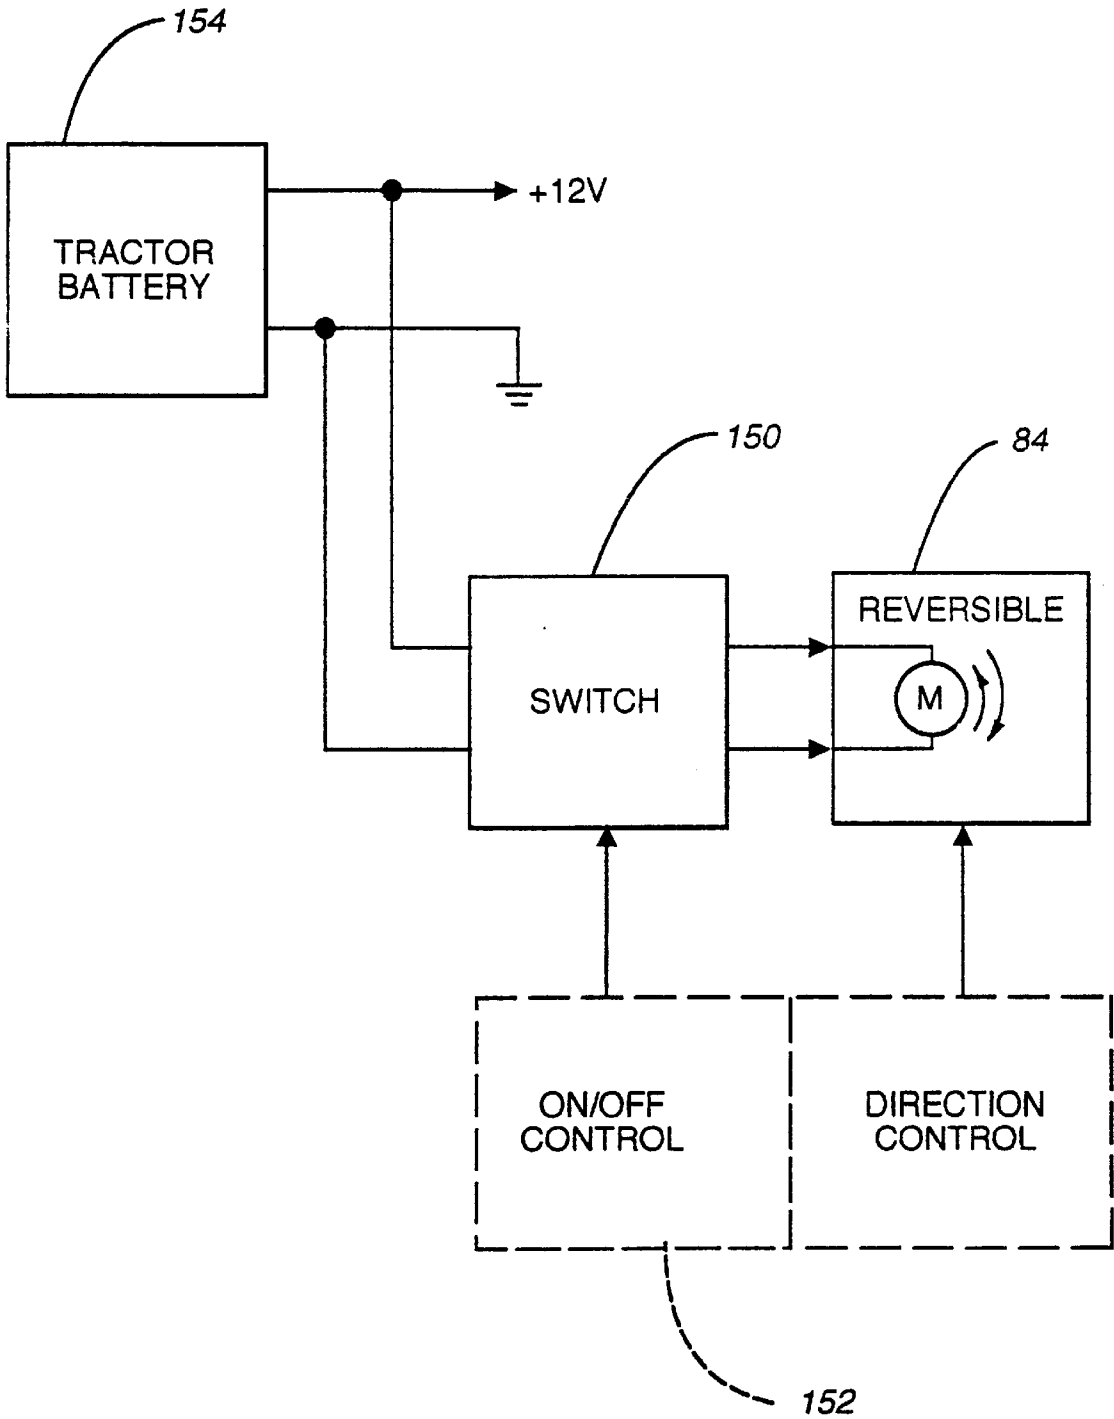 154
TRACTOR
BATTERY
+12V
150
84
REVERSIBLE
SWITCH
M
ON/OFF
CONTROL
DIRECTION
CONTROL
152